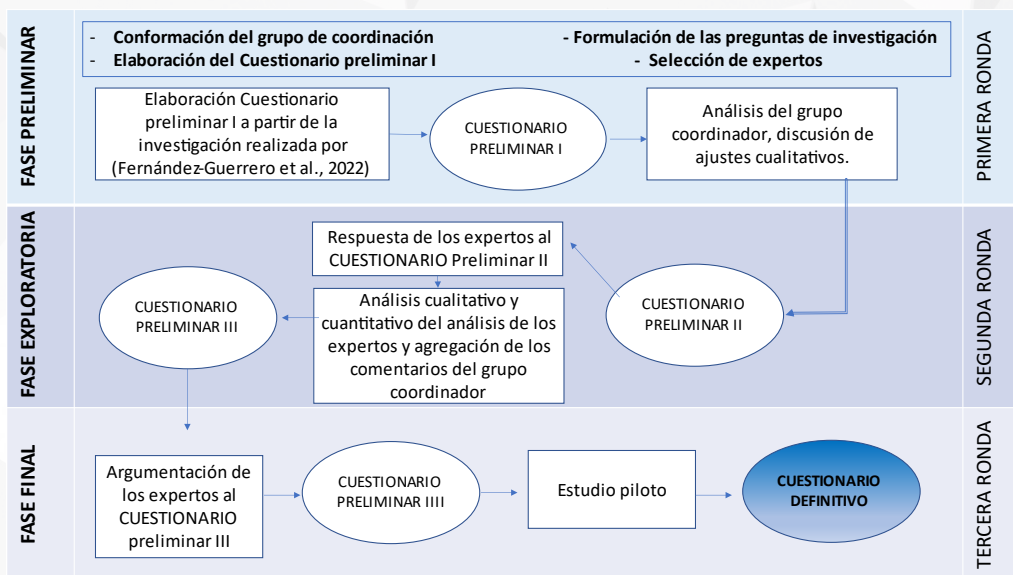 FASE PRELIMINAR
- Conformación del grupo de coordinación
- Formulación de las preguntas de investigación
- Elaboración del Cuestionario preliminar I
- Selección de expertos
Elaboración Cuestionario
preliminar I a partir de la
investigación realizada por
(Fernández-Guerrero et al., 2022)
CUESTIONARIO
PRELIMINAR I
Análisis del grupo
coordinador, discusión de
ajustes cualitativos.
PRIMERA RONDA
FASE EXPLORATORIA
Respuesta de los expertos al
CUESTIONARIO Preliminar II
CUESTIONARIO
PRELIMINAR III
Análisis cualitativo y
cuantitativo del análisis de los
expertos y agregación de los
comentarios del grupo
coordinador
CUESTIONARIO
PRELIMINAR II
SEGUNDA RONDA
FASE FINAL
Argumentación de
los expertos al
CUESTIONARIO
preliminar III
CUESTIONARIO
PRELIMINAR IIII
Estudio piloto
CUESTIONARIO
DEFINITIVO
TERCERA RONDA